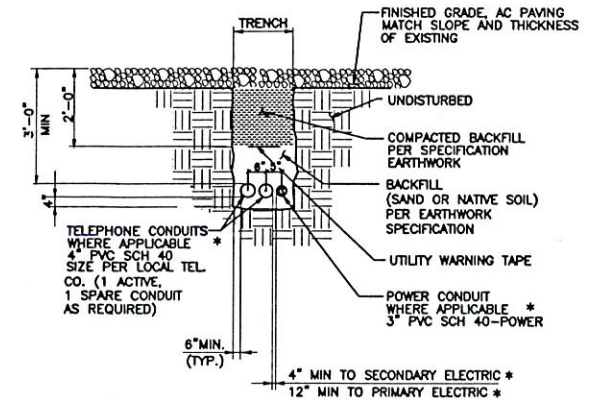 TRENCH
FINISHED GRADE, AC PAVING
MATCH SLOPE AND THICKNESS
OF EXISTING
3'-0"
MIN
2'-0"
4"
UNDISTURBED
COMPACTED BACKFILL
PER SPECIFICATION
EARTHWORK
6" 5"
BACKFILL
(SAND OR NATIVE SOIL)
PER EARTHWORK
SPECIFICATION
UTILITY WARNING TAPE
TELEPHONE CONDUITS
WHERE APPLICABLE *
4" PVC SCH 40
SIZE PER LOCAL TEL.
CO. (1 ACTIVE,
1 SPARE CONDUIT
AS REQUIRED)
POWER CONDUIT
WHERE APPLICABLE *
3" PVC SCH 40-POWER
6"MIN.
(TYP.)
4" MIN TO SECONDARY ELECTRIC *
12" MIN TO PRIMARY ELECTRIC *